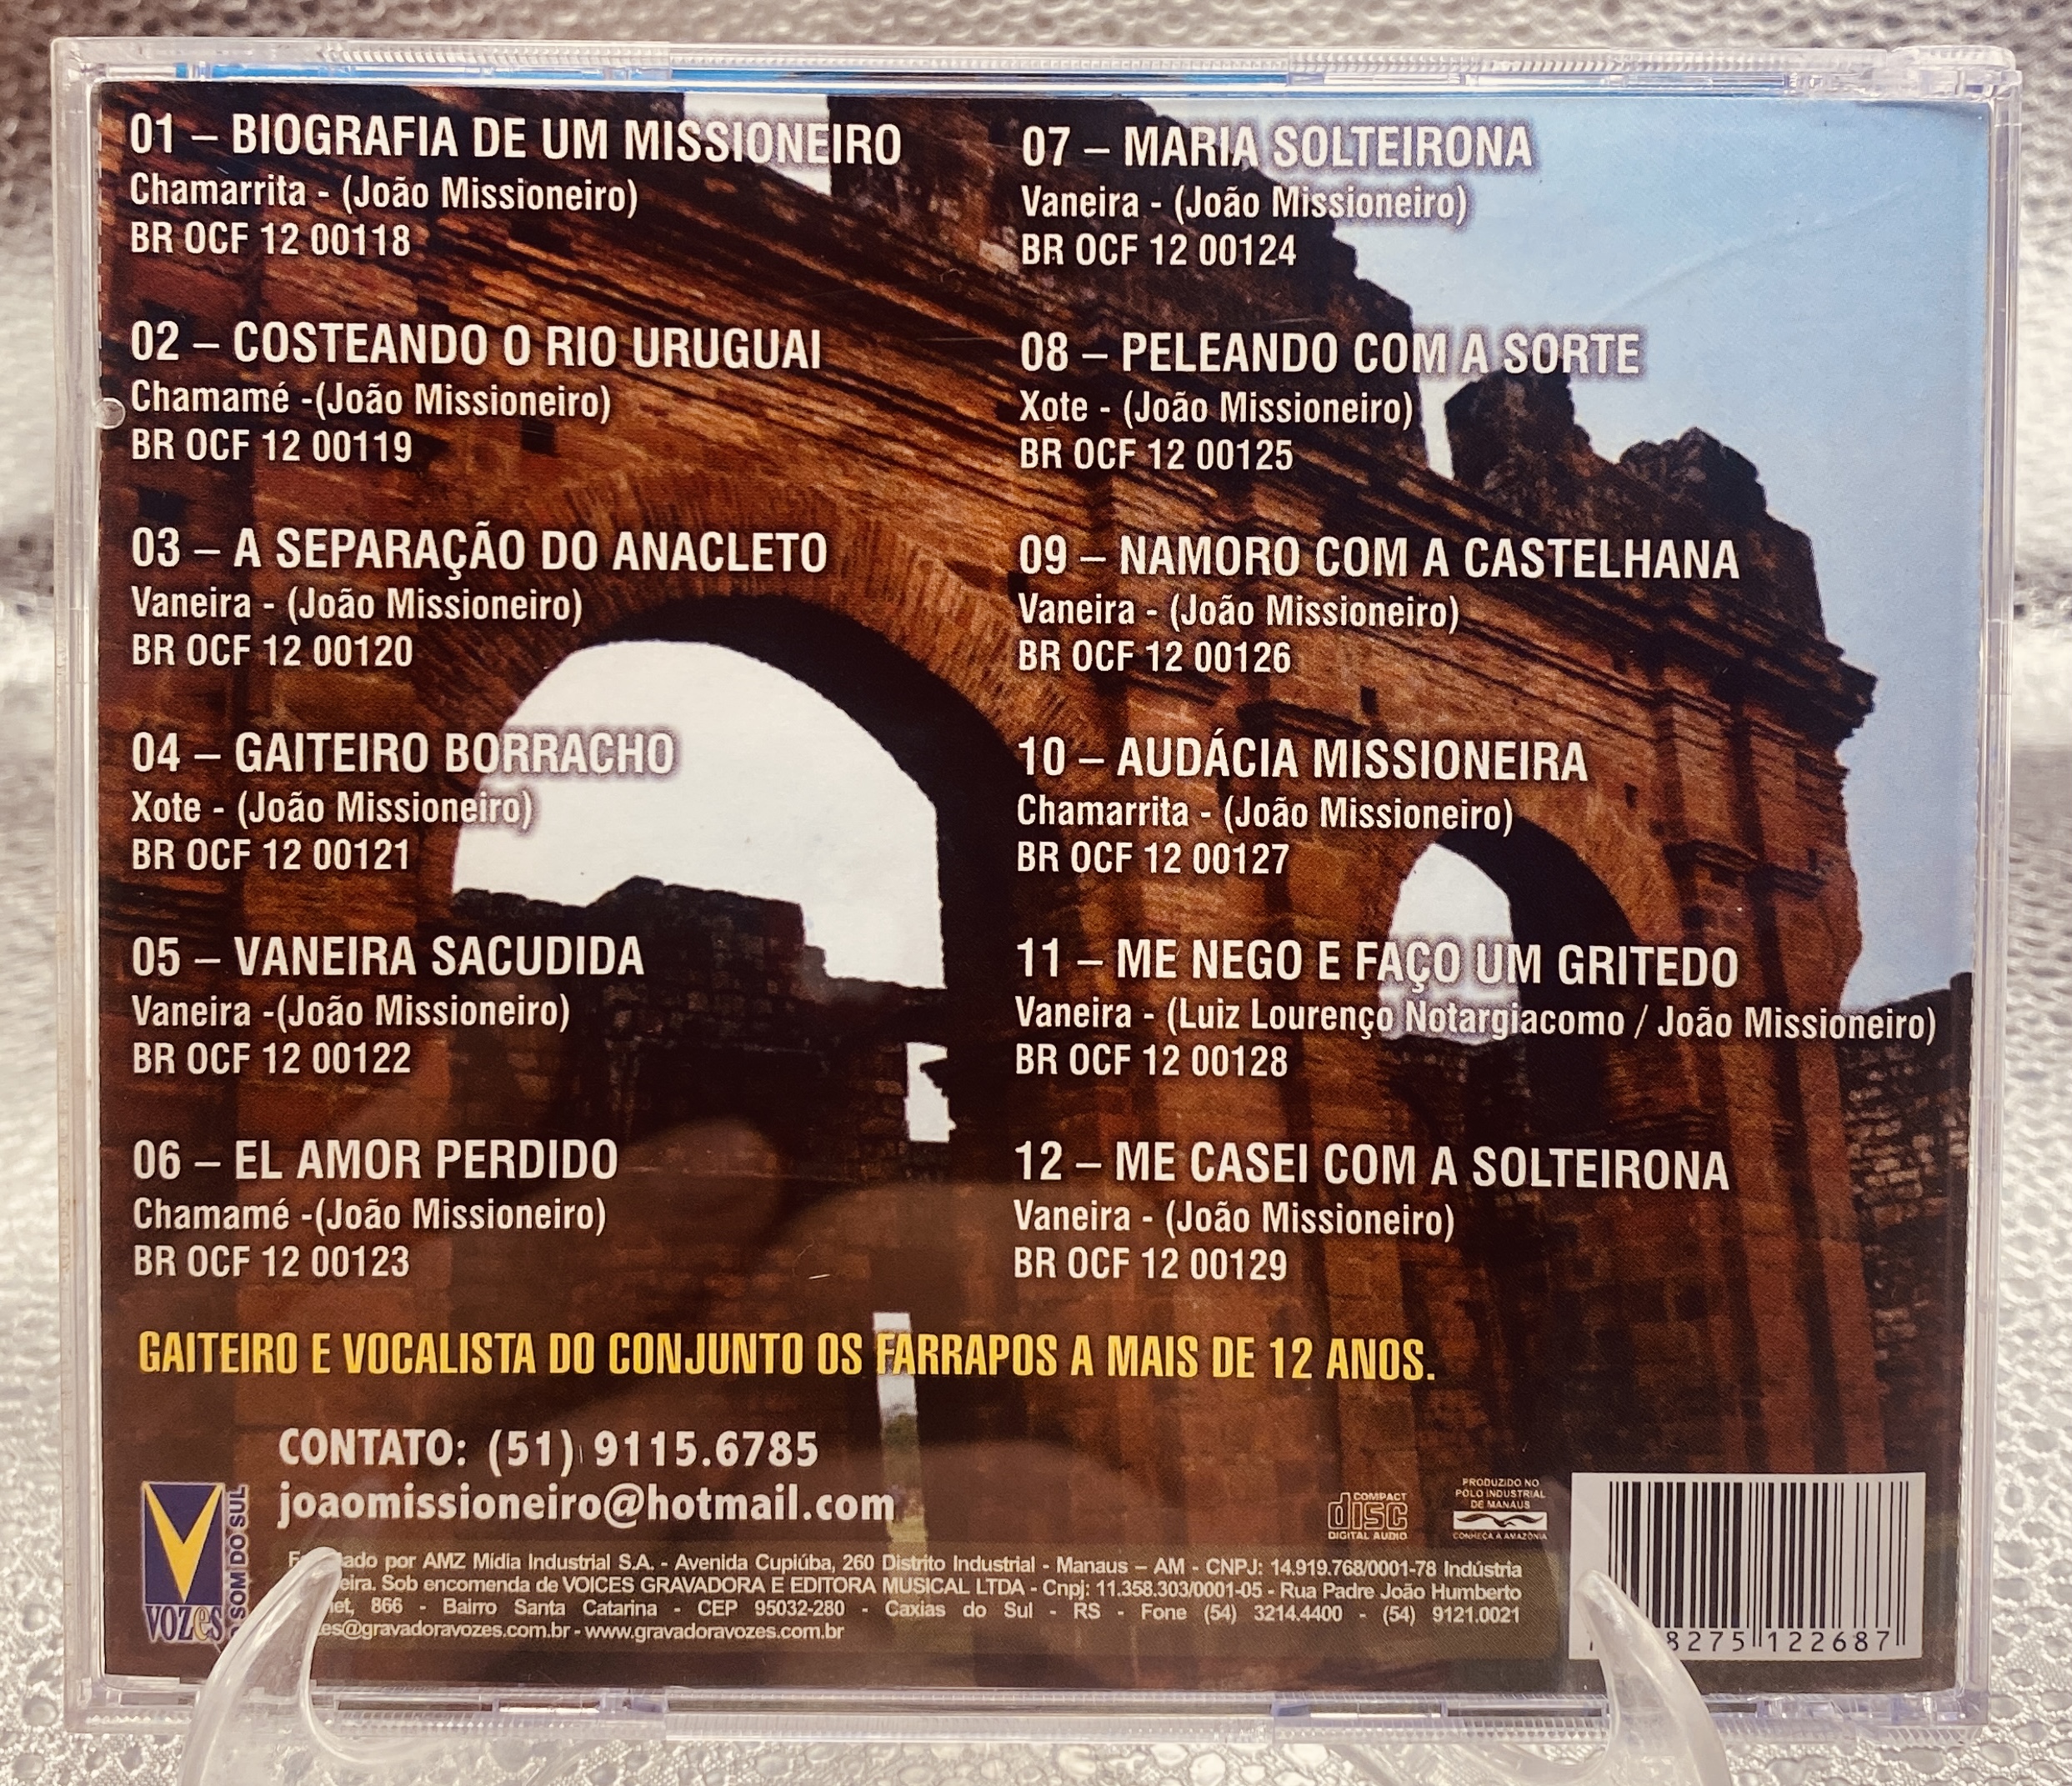 01 – BIOGRAFIA DE UM MISSIONEIRO
Chamarrita - (João Missioneiro)
BR OCF 12 00118
02 – COSTEANDO O RIO URUGUAI
Chamamé -(João Missioneiro)
BR OCF 12 00119
03 – A SEPARAÇÃO DO ANACLETO
Vaneira - (João Missioneiro)
BR OCF 12 00120
04 – GAITEIRO BORRACHO
Xote - (João Missioneiro)
BR OCF 12 00121
05 – VANEIRA SACUDIDA
Vaneira -(João Missioneiro)
BR OCF 12 00122
06 – EL AMOR PERDIDO
Chamamé -(João Missioneiro)
BR OCF 12 00123
07 – MARIA SOLTEIRONA
Vaneira - (João Missioneiro)
BR OCF 12 00124
08 – PELEANDO COM A SORTE
Xote - (João Missioneiro)
BR OCF 12 00125
09 – NAMORO COM A CASTELHANA
Vaneira - (João Missioneiro)
BR OCF 12 00126
10 – AUDÁCIA MISSIONEIRA
Chamarrita - (João Missioneiro)
BR OCF 12 00127
11 – ME NEGO E FAÇO UM GRITEDO
Vaneira - (Luiz Lourenço Notargiacomo / João Missioneiro)
BR OCF 12 00128
12 – ME CASEI COM A SOLTEIRONA
Vaneira - (João Missioneiro)
BR OCF 12 00129
GAITEIRO E VOCALISTA DO CONJUNTO OS FARRAPOS A MAIS DE 12 ANOS.
CONTATO: (51) 9115.6785
joaomissioneiro@hotmail.com
VOZes
O SOM DO SUL
COMPACT
disc
DIGITAL AUDIO
PRODUZIDO NO
PÓLO INDUSTRIAL
DE MANAUS
CONHEÇA A AMAZÔNIA
por AMZ Mídia Industrial S.A. - Avenida Cupiúba, 260 Distrito Industrial - Manaus – AM - CNPJ: 14.919.768/0001-78 Indústria
Sob encomenda de VOICES GRAVADORA E EDITORA MUSICAL LTDA - Cnpj: 11.358.303/0001-05 - Rua Padre João Humberto
866 - Bairro Santa Catarina - CEP 95032-280 - Caxias do Sul - RS - Fone (54) 3214.4400 - (54) 9121.0021
es@gravadoravozes.com.br - www.gravadoravozes.com.br
8275 122687